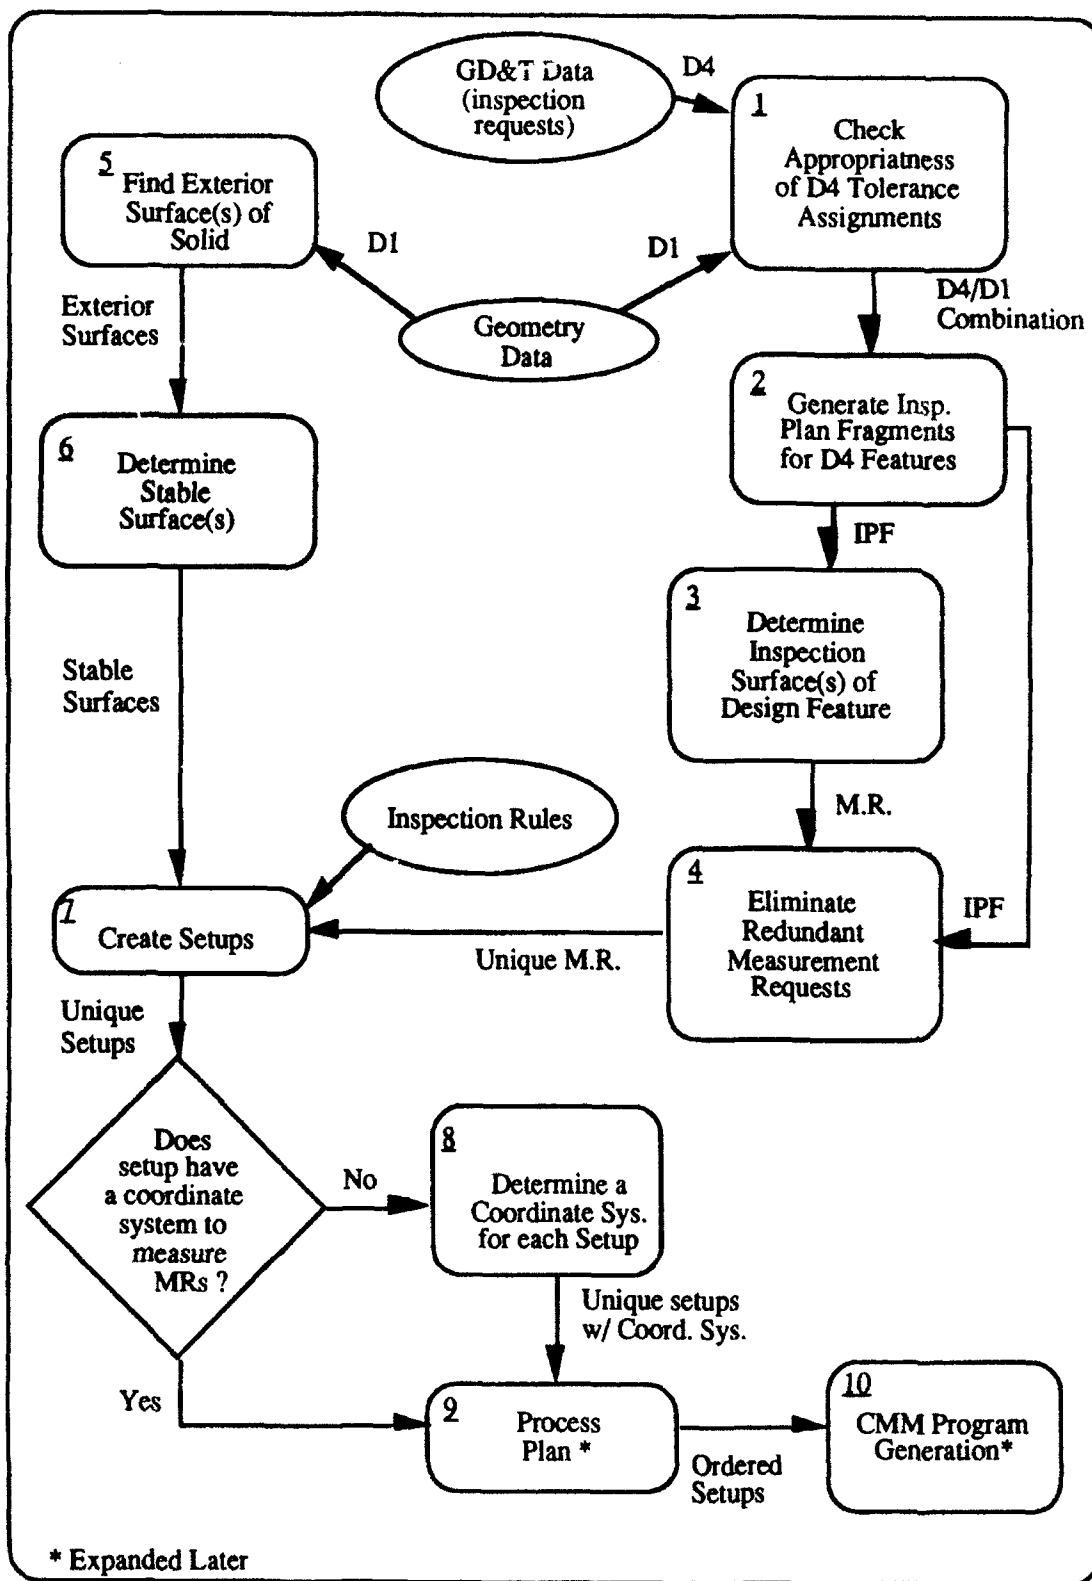 GD&T Data
(inspection
requests)
D4
1
Check
Appropriatness
of D4 Tolerance
Assignments
5
Find Exterior
Surface(s) of
Solid
D1
D1
Geometry
Data
Exterior
Surfaces
D4/D1
Combination
2
Generate Insp.
Plan Fragments
for D4 Features
6
Determine
Stable
Surface(s)
IPF
3
Determine
Inspection
Surface(s) of
Design Feature
Stable
Surfaces
M.R.
Inspection Rules
4
Eliminate
Redundant
Measurement
Requests
IPF
7
Create Setups
Unique M.R.
Unique
Setups
Does
setup have
a coordinate
system to
measure
MRs ?
No
8
Determine a
Coordinate Sys.
for each Setup
Unique setups
w/ Coord. Sys.
Yes
9
Process
Plan *
Ordered
Setups
10
CMM Program
Generation*
* Expanded Later